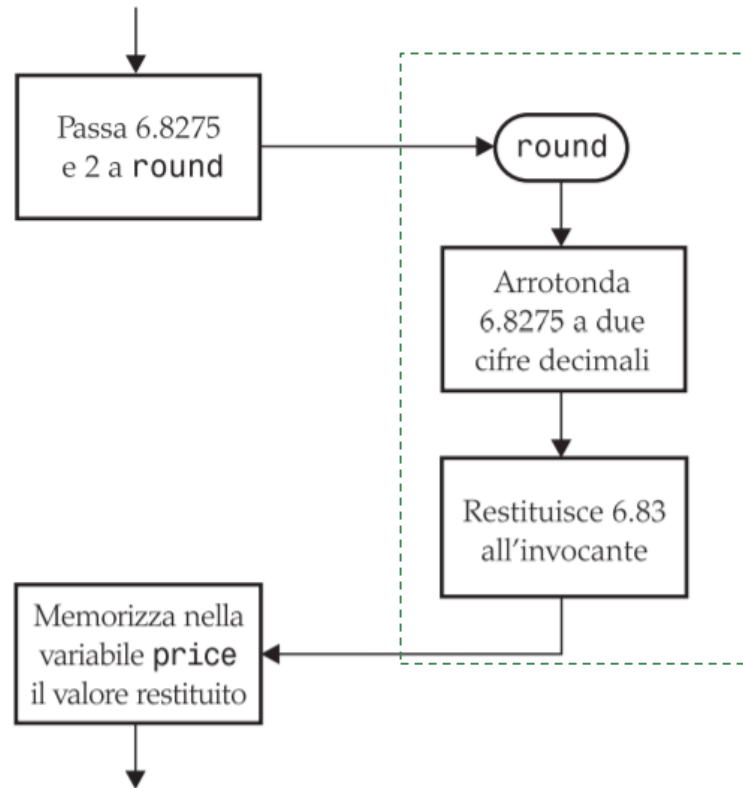 Passa 6.8275
e 2 a round
round
Arrotonda
6.8275 a due
cifre decimali
Restituisce 6.83
all'invocante
Memorizza nella
variabile price
il valore restituito